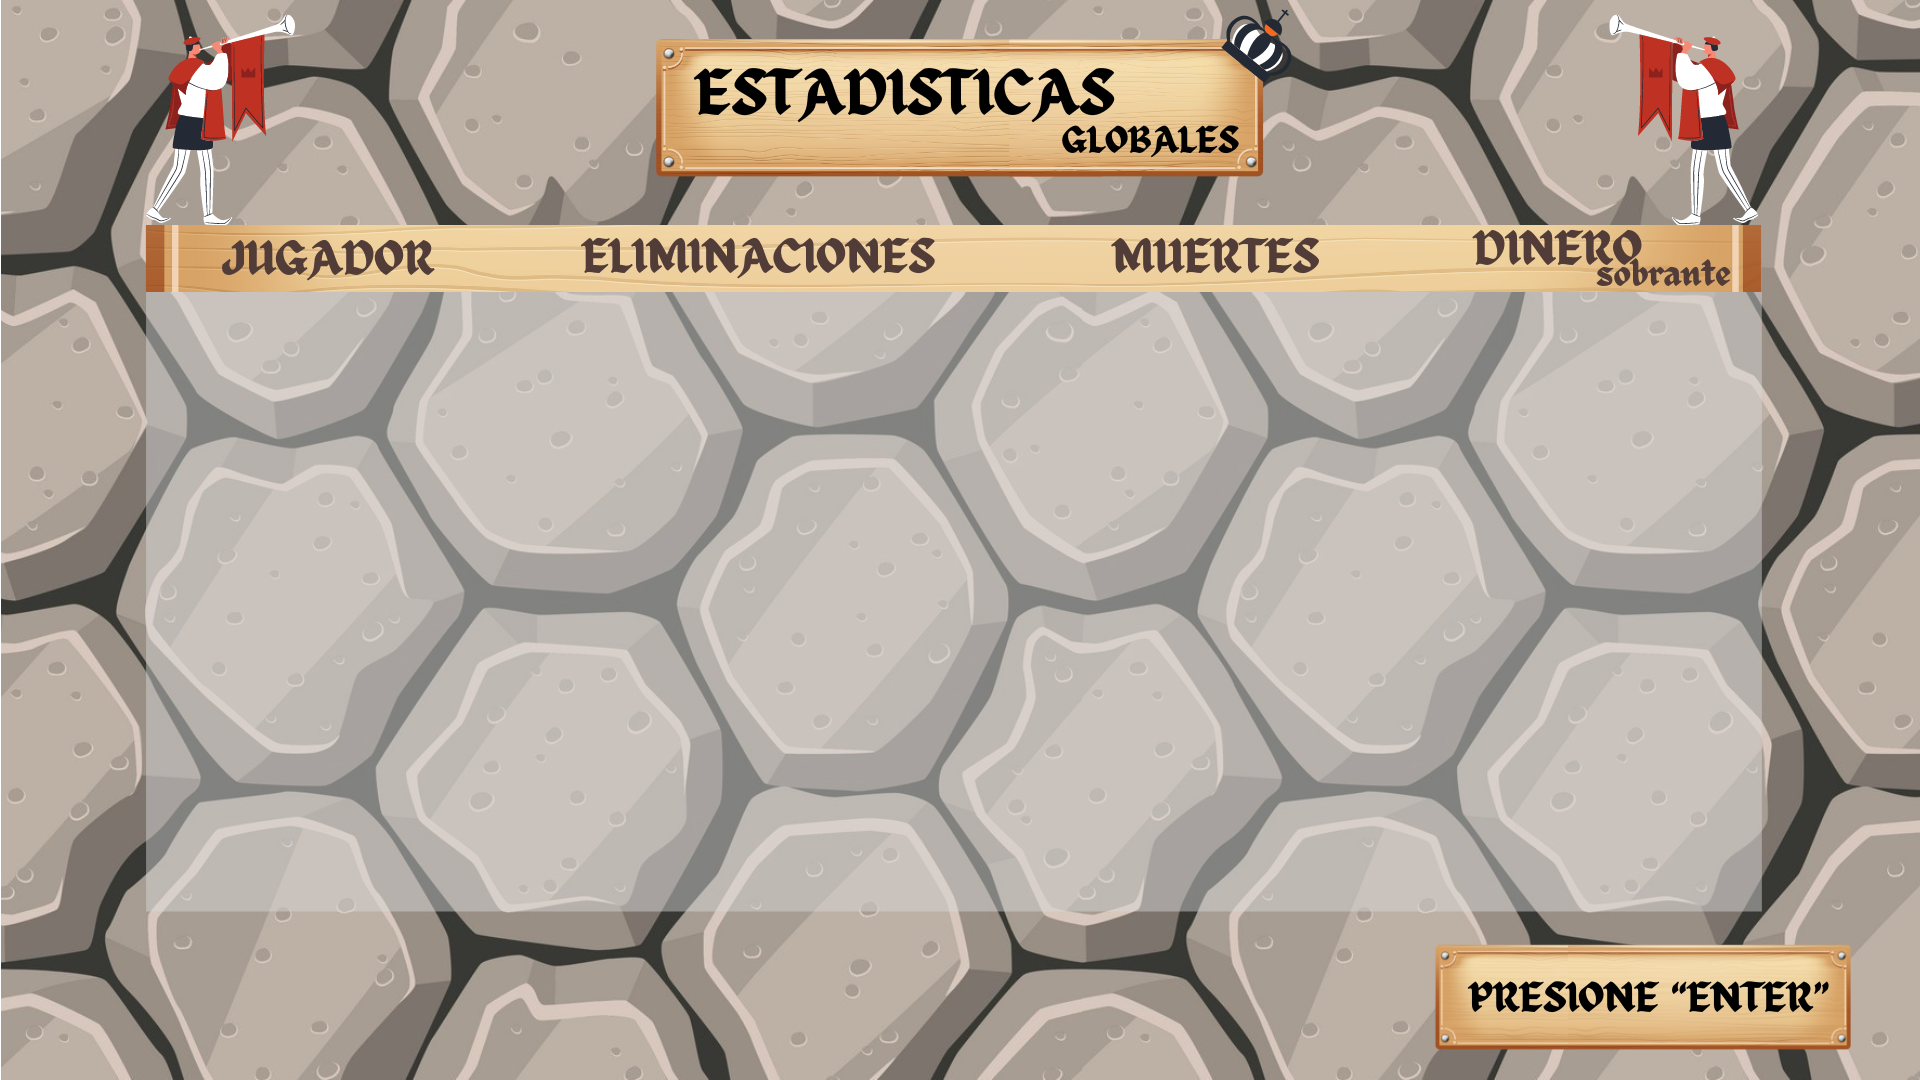 ESTADISTICAS
GLOBALES
JUGADOR ELIMINACIONES MUERTES DINERO
sobrante
PRESIONE “ENTER”